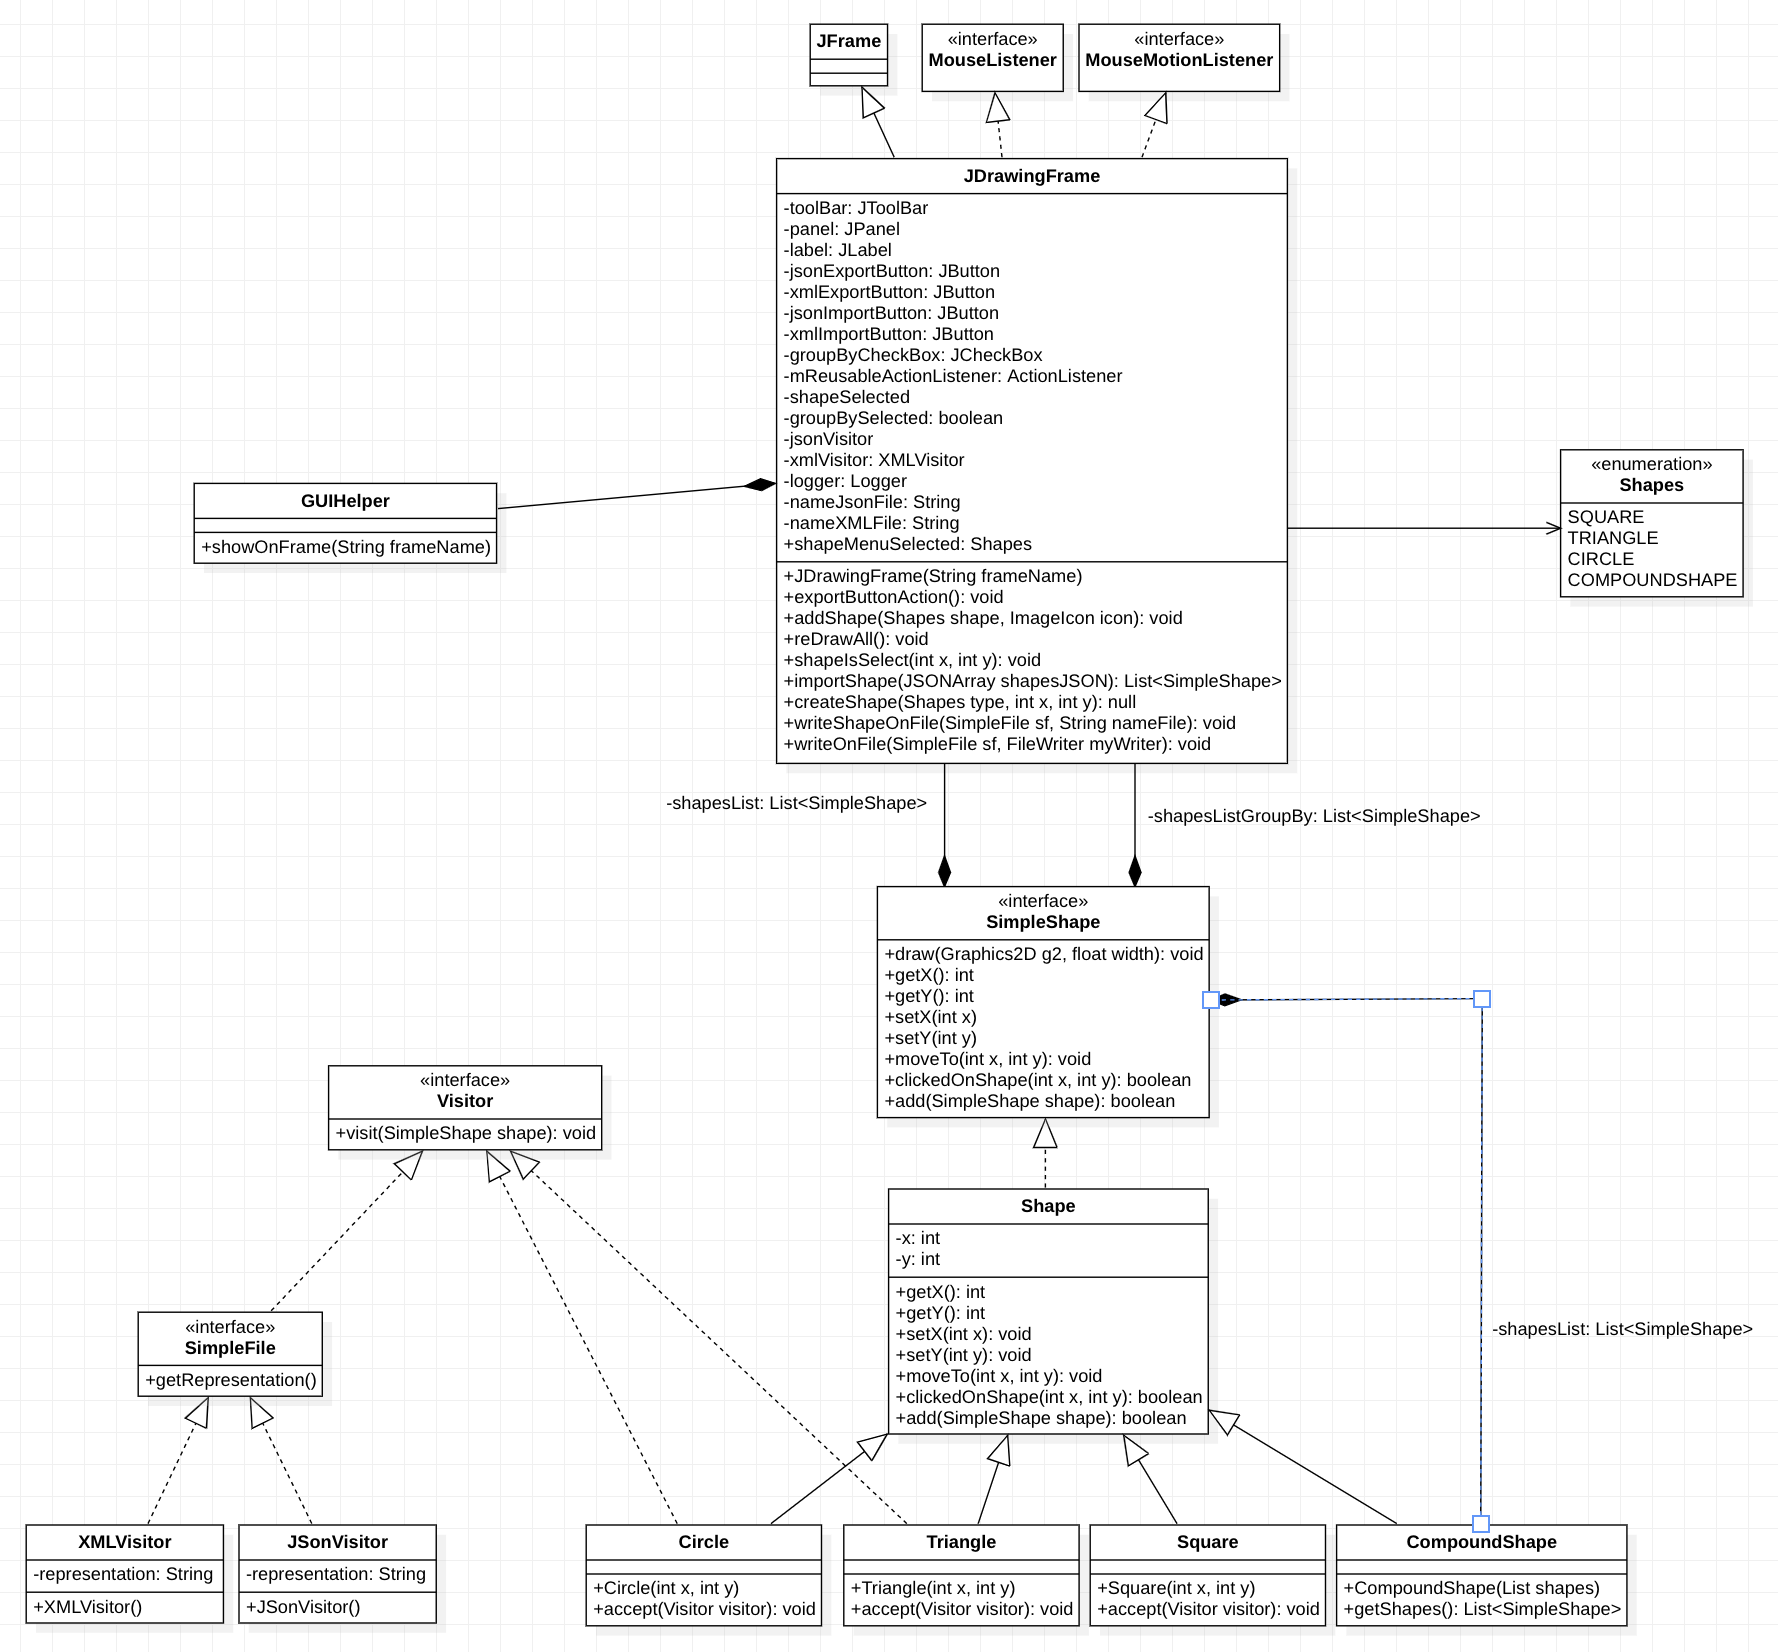 JFrame
«interface»
MouseListener
«interface»
MouseMotionListener
JDrawingFrame
-toolBar: JToolBar
-panel: JPanel
-label: JLabel
-jsonExportButton: JButton
-xmlExportButton: JButton
-jsonImportButton: JButton
-xmlImportButton: JButton
-groupByCheckBox: JCheckBox
-mReusableActionListener: ActionListener
-shapeSelected
-groupBySelected: boolean
-jsonVisitor
-xmlVisitor: XMLVisitor
-logger: Logger
-nameJsonFile: String
-nameXMLFile: String
+shapeMenuSelected: Shapes
+JDrawingFrame(String frameName)
+exportButtonAction(): void
+addShape(Shapes shape, ImageIcon icon): void
+reDrawAll(): void
+shapeIsSelect(int x, int y): void
+importShape(JSONArray shapesJSON): List<SimpleShape>
+createShape(Shapes type, int x, int y): null
+writeShapeOnFile(SimpleFile sf, String nameFile): void
+writeOnFile(SimpleFile sf, FileWriter myWriter): void
GUIHelper
+showOnFrame(String frameName)
«enumeration»
Shapes
SQUARE
TRIANGLE
CIRCLE
COMPOUNDSHAPE
-shapesList: List<SimpleShape>
-shapesListGroupBy: List<SimpleShape>
«interface»
SimpleShape
+draw(Graphics2D g2, float width): void
+getX(): int
+getY(): int
+setX(int x)
+setY(int y)
+moveTo(int x, int y): void
+clickedOnShape(int x, int y): boolean
+add(SimpleShape shape): boolean
«interface»
Visitor
+visit(SimpleShape shape): void
Shape
-x: int
-y: int
+getX(): int
+getY(): int
+setX(int x): void
+setY(int y): void
+moveTo(int x, int y): void
+clickedOnShape(int x, int y): boolean
+add(SimpleShape shape): boolean
-shapesList: List<SimpleShape>
«interface»
SimpleFile
+getRepresentation()
XMLVisitor
-representation: String
+XMLVisitor()
JSonVisitor
-representation: String
+JSonVisitor()
Circle
+Circle(int x, int y)
+accept(Visitor visitor): void
Triangle
+Triangle(int x, int y)
+accept(Visitor visitor): void
Square
+Square(int x, int y)
+accept(Visitor visitor): void
CompoundShape
+CompoundShape(List shapes)
+getShapes(): List<SimpleShape>